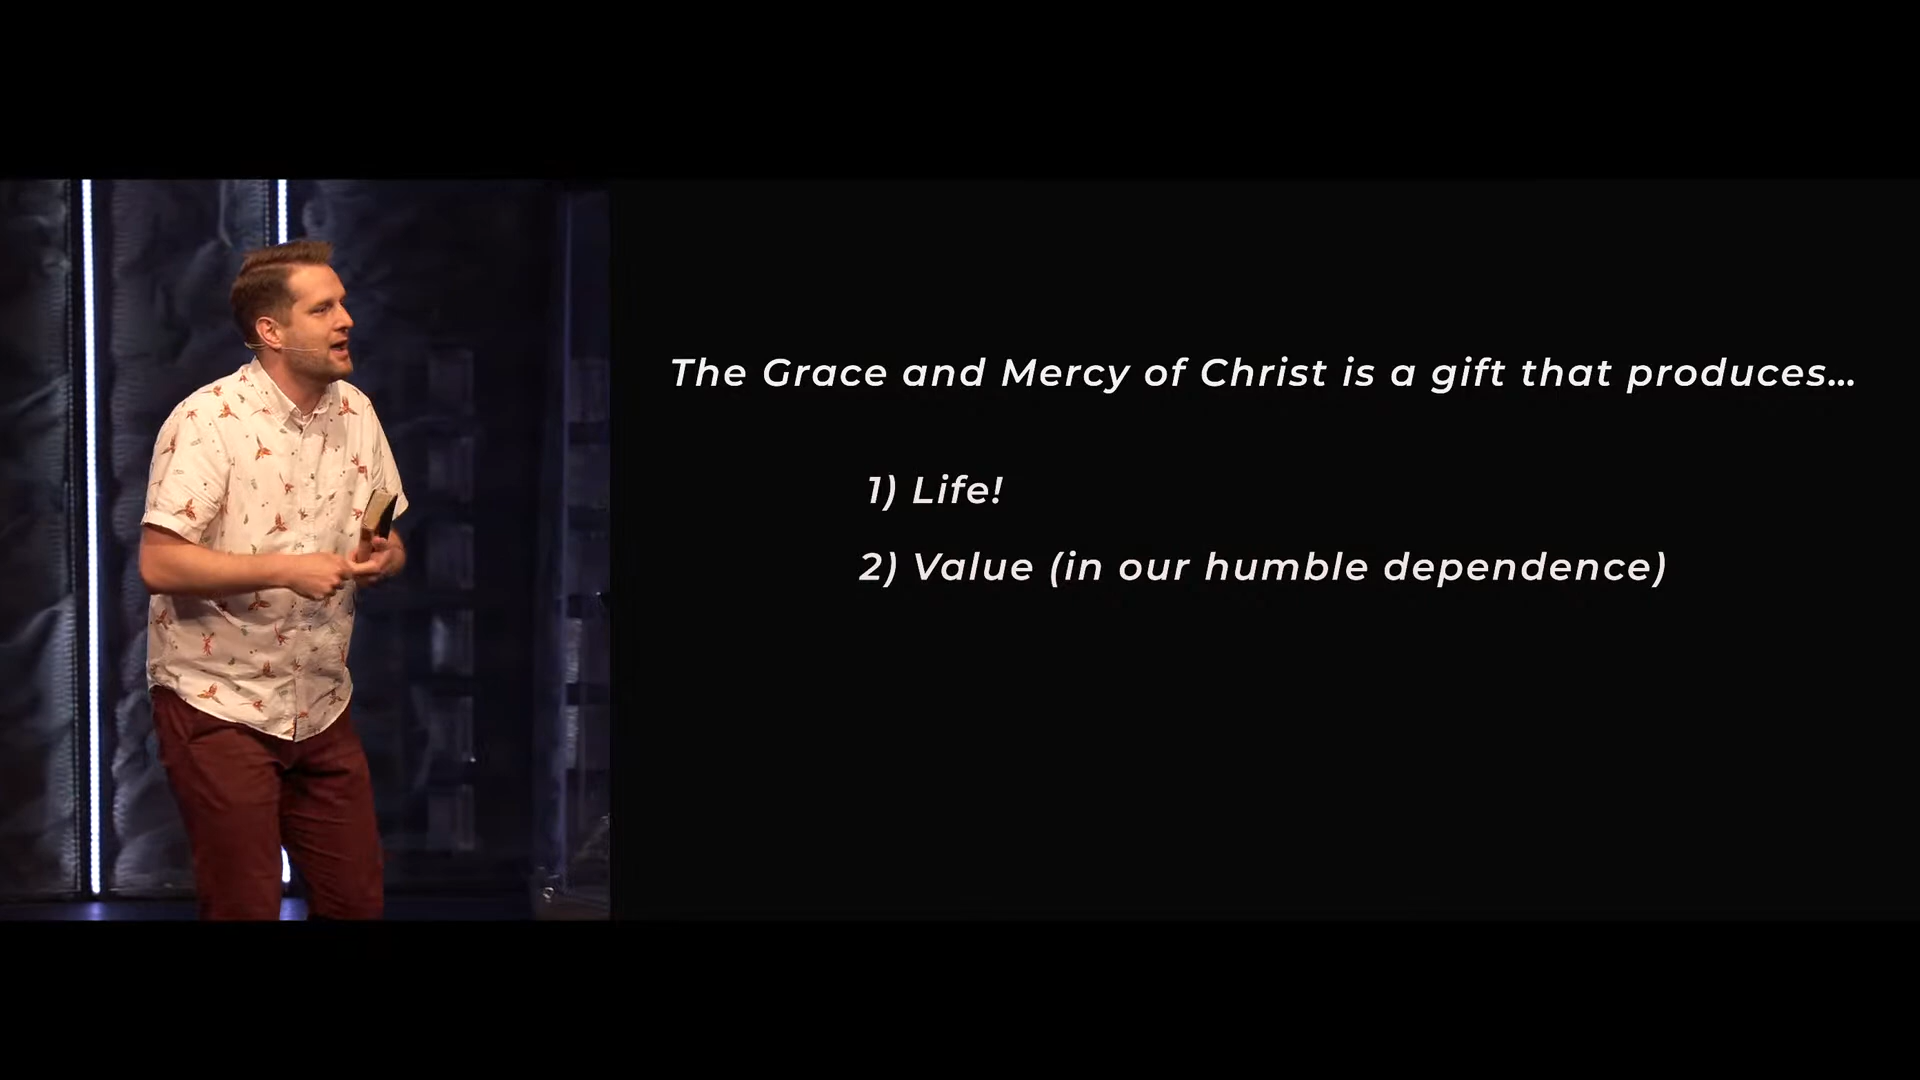 The Grace and Mercy of Christ is a gift that produces...
1) Life!
2) Value (in our humble dependence)